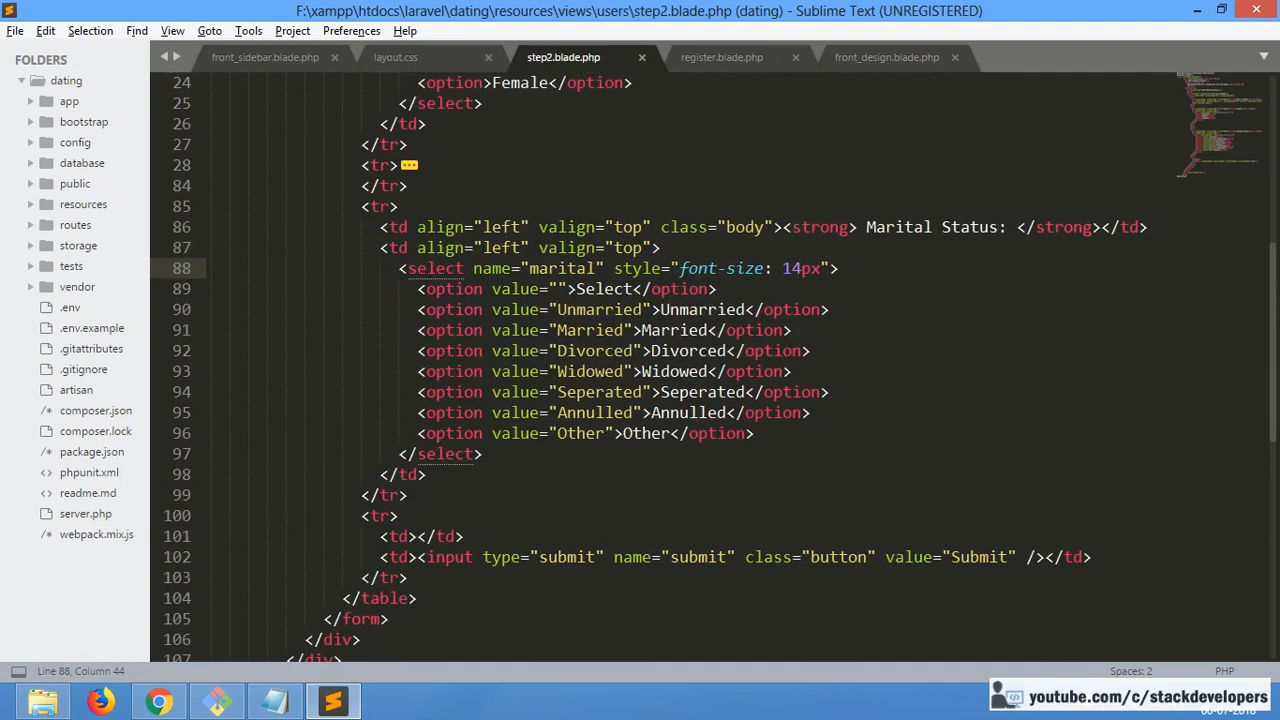 F:\xampp\htdocs\laravel\dating\resources\views\users\step2.blade.php (dating) - Sublime Text (UNREGISTERED)
File Edit Selection Find View Goto Tools Project Preferences Help
FOLDERS
dating
app
bootstrap
config
database
public
resources
routes
storage
tests
vendor
.env
.env.example
.gitattributes
.gitignore
artisan
composer.json
composer.lock
package.json
phpunit.xml
readme.md
server.php
webpack.mix.js
front_sidebar.blade.php layout.css step2.blade.php register.blade.php front_design.blade.php
24 <option>Female</option>
25 </select>
26 </td>
27 </tr>
28 <tr>
84 </tr>
85 <tr>
86 <td align="left" valign="top" class="body"><strong> Marital Status: </strong></td>
87 <td align="left" valign="top">
88 <select name="marital" style="font-size: 14px">
89 <option value="">Select</option>
90 <option value="Unmarried">Unmarried</option>
91 <option value="Married">Married</option>
92 <option value="Divorced">Divorced</option>
93 <option value="Widowed">Widowed</option>
94 <option value="Seperated">Seperated</option>
95 <option value="Annulled">Annulled</option>
96 <option value="Other">Other</option>
97 </select>
98 </td>
99 </tr>
100 <tr>
101 <td></td>
102 <td><input type="submit" name="submit" class="button" value="Submit" /></td>
103 </tr>
104 </table>
105 </form>
106 </div>
107 </div>
Line 88, Column 44 Spaces: 2 PHP
youtube.com/c/stackdevelopers